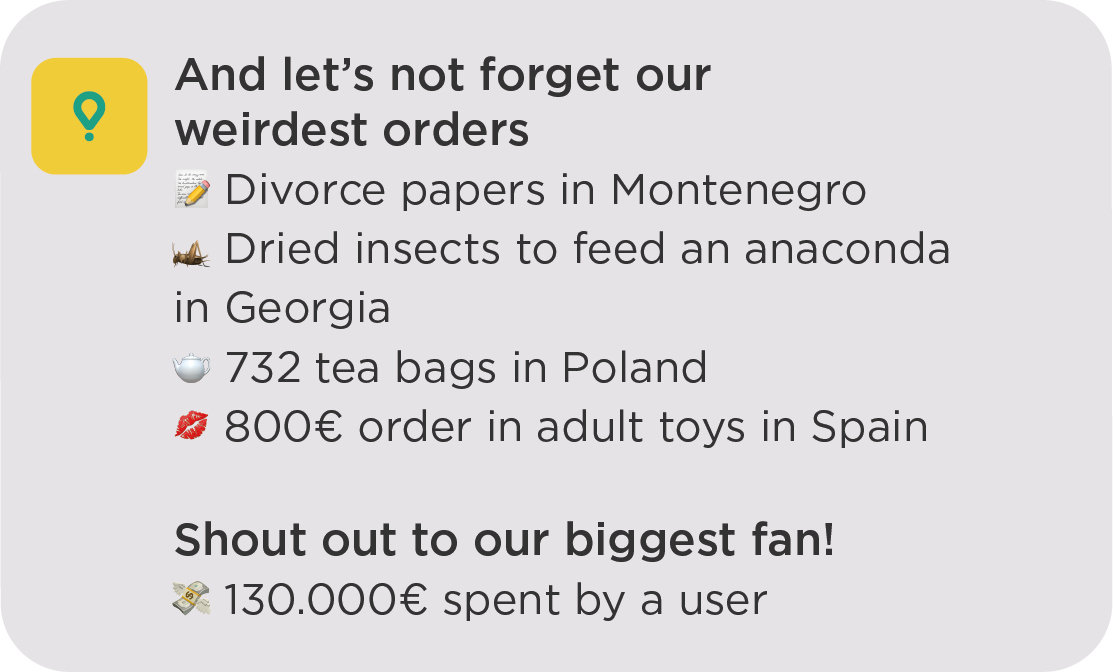 And let’s not forget our
weirdest orders
📝 Divorce papers in Montenegro
🦗 Dried insects to feed an anaconda
in Georgia
🫖 732 tea bags in Poland
💋 800€ order in adult toys in Spain
Shout out to our biggest fan!
💸 130.000€ spent by a user